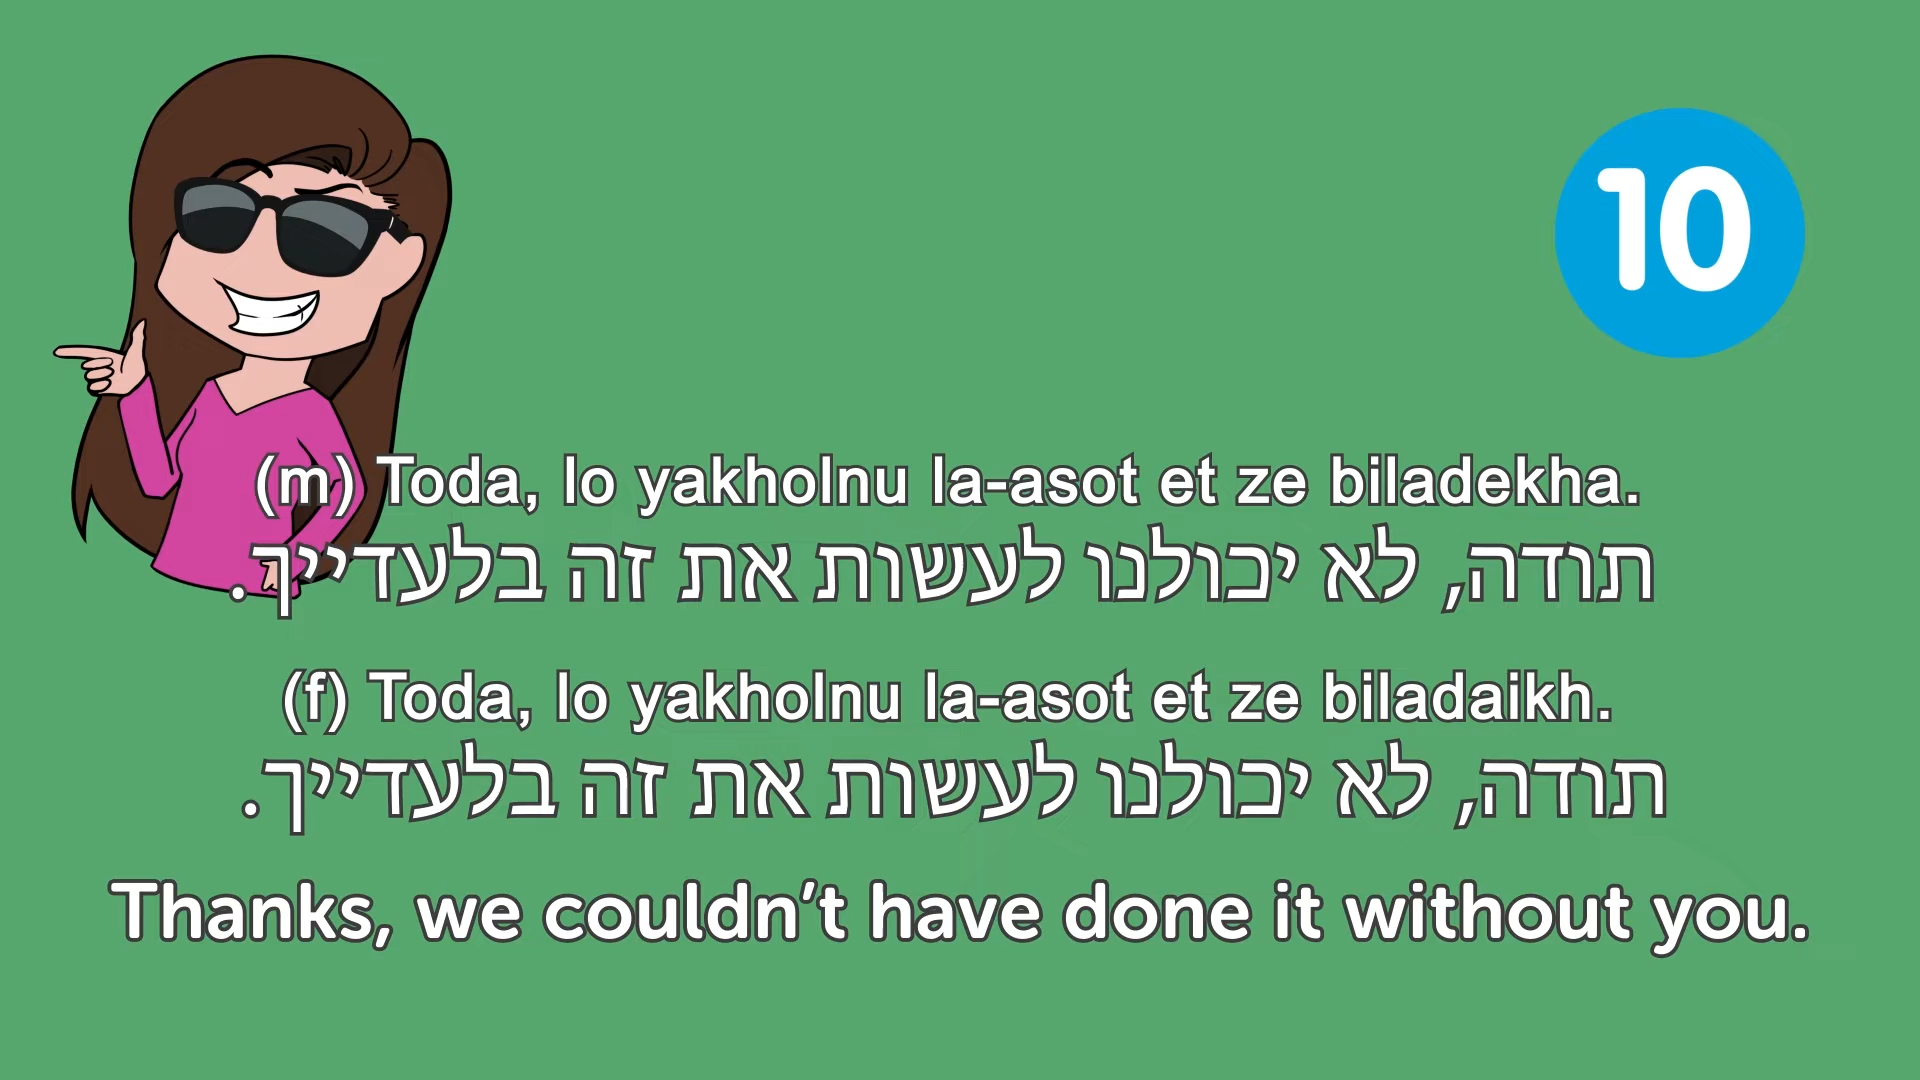 10
(m) Toda, lo yakholnu la-asot et ze biladekha.
תודה, לא יכולנו לעשות את זה בלעדייך.
(f) Toda, lo yakholnu la-asot et ze biladaikh.
תודה, לא יכולנו לעשות את זה בלעדייך.
Thanks, we couldn’t have done it without you.